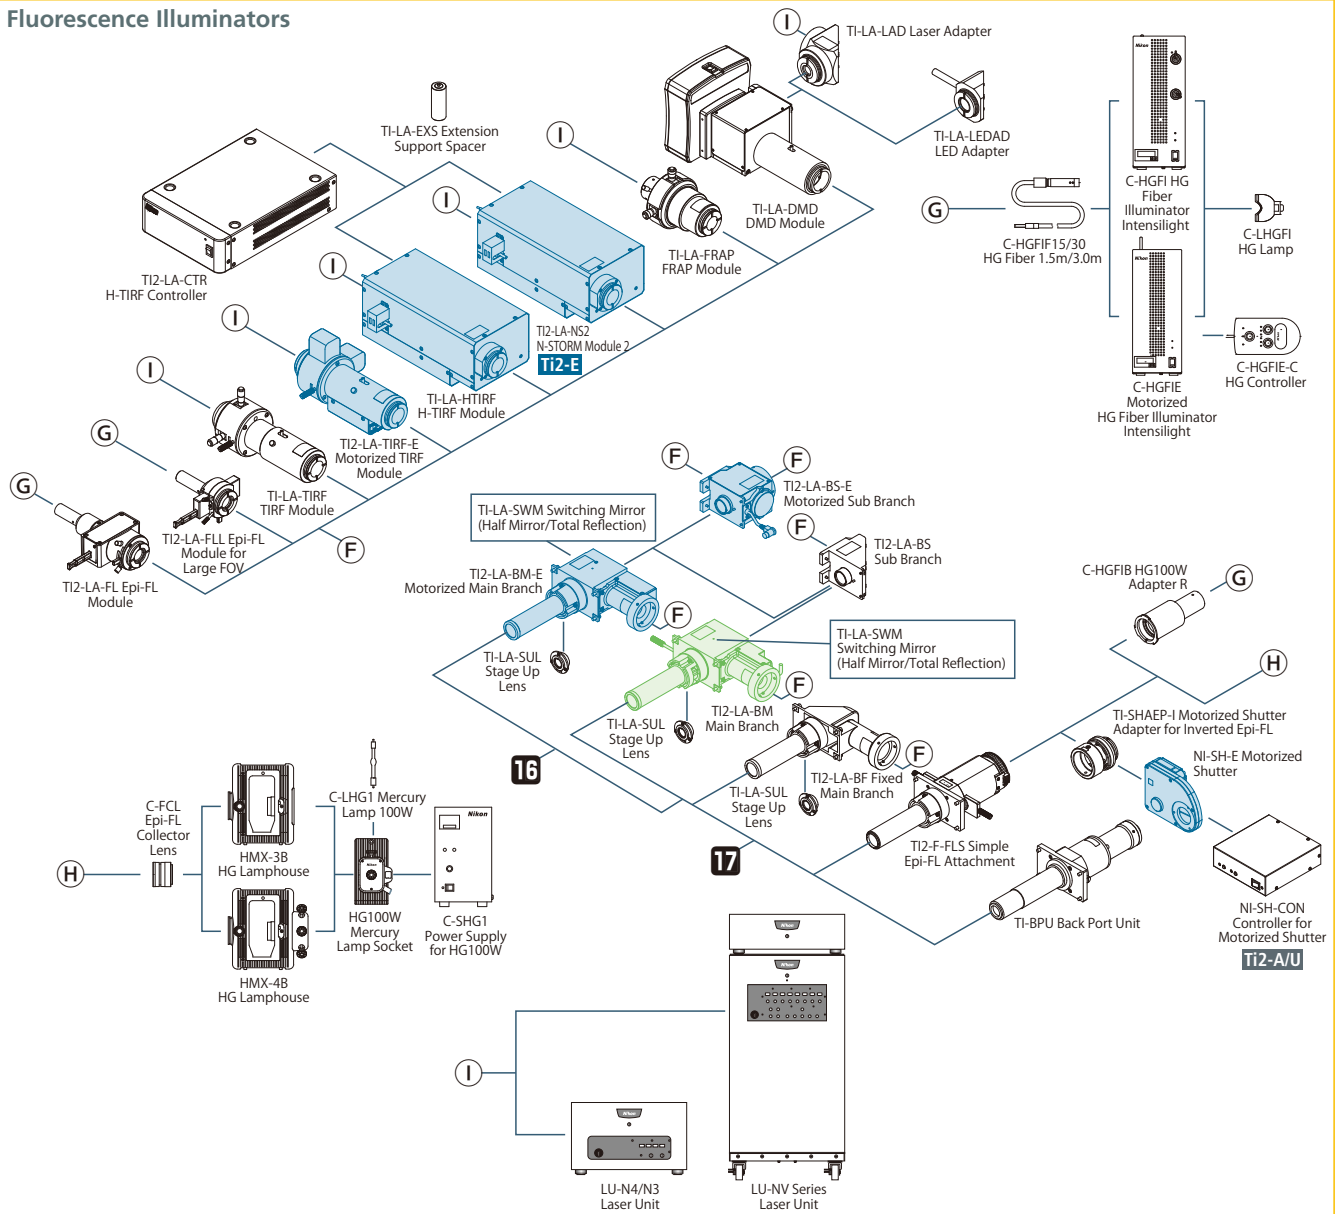 Fluorescence Illuminators
I
TI-LA-LAD Laser Adapter
TI-LA-LEDAD
LED Adapter
TI-LA-EXS Extension
Support Spacer
I
TI-LA-DMD
DMD Module
TI-LA-FRAP
FRAP Module
TI2-LA-CTR
H-TIRF Controller
I
TI2-LA-NS2
N-STORM Module 2
Ti2-E
I
TI-LA-HTIRF
H-TIRF Module
I
TI2-LA-TIRF-E
Motorized TIRF
Module
I
TI-LA-TIRF
TIRF Module
G
TI2-LA-FLL Epi-FL
Module for
Large FOV
G
TI2-LA-FL Epi-FL
Module
F
Nikon
C-HGFI HG
Fiber
Illuminator
Intensilight
G
C-HGFIF15/30
HG Fiber 1.5m/3.0m
C-LHGFI
HG Lamp
Nikon
C-HGFIE
Motorized
HG Fiber Illuminator
Intensilight
C-HGFIE-C
HG Controller
F
F
TI2-LA-BS-E
Motorized Sub Branch
TI-LA-SWM Switching Mirror
(Half Mirror/Total Reflection)
F
TI2-LA-BS
Sub Branch
TI2-LA-BM-E
Motorized Main Branch
F
TI-LA-SUL
Stage Up
Lens
TI-LA-SWM
Switching Mirror
(Half Mirror/Total Reflection)
F
TI2-LA-BM
Main Branch
TI-LA-SUL
Stage Up
Lens
C-HGFIB HG100W
Adapter R
G
H
TI-SHAEP-I Motorized Shutter
Adapter for Inverted Epi-FL
NI-SH-E Motorized
Shutter
F
TI2-LA-BF Fixed
Main Branch
TI-LA-SUL
Stage Up
Lens
16
17
TI2-F-FLS Simple
Epi-FL Attachment
TI-BPU Back Port Unit
NI-SH-CON
Controller for
Motorized Shutter
Ti2-A/U
H
C-FCL
Epi-FL
Collector
Lens
HMX-3B
HG Lamphouse
HMX-4B
HG Lamphouse
C-LHG1 Mercury
Lamp 100W
Nikon
HG100W
Mercury
Lamp Socket
Nikon
C-SHG1
Power Supply
for HG100W
I
Nikon
LU-N4/N3
Laser Unit
Nikon
Nikon
LU-NV Series
Laser Unit